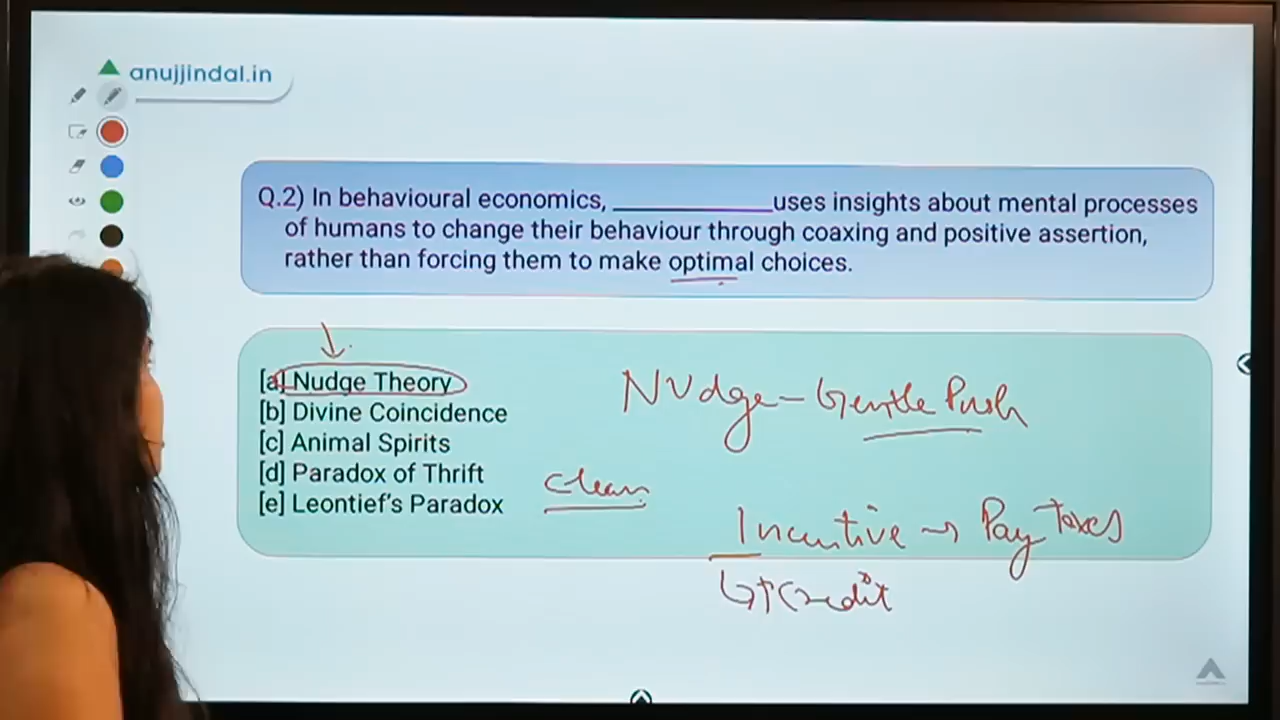 anujjindal.in
Q.2) In behavioural economics, ____________uses insights about mental processes
of humans to change their behaviour through coaxing and positive assertion,
rather than forcing them to make optimal choices.
[a] Nudge Theory
[b] Divine Coincidence
[c] Animal Spirits
[d] Paradox of Thrift
[e] Leontief's Paradox
Nudge - Gentle Push
Clean
Incentive → Pay Taxes
↳ ↑ Credit